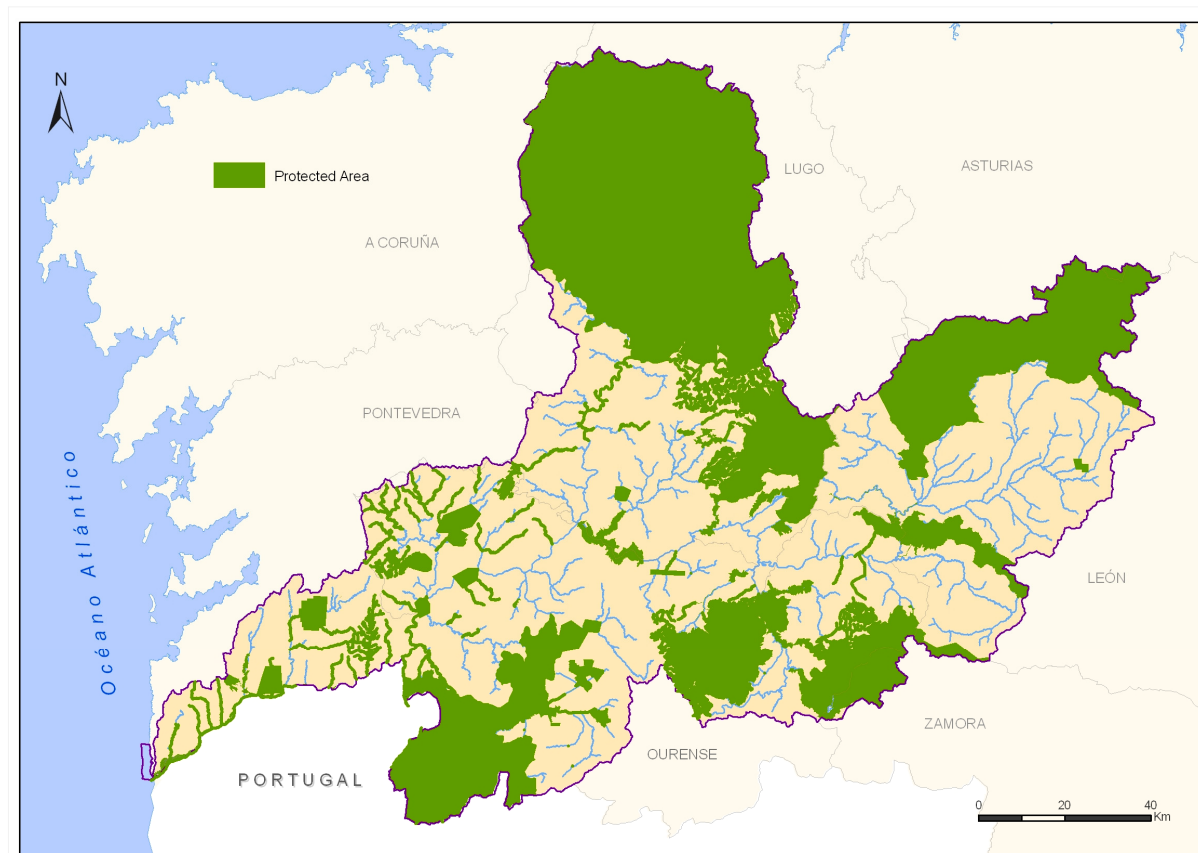 N
Protected Area
LUGO
ASTURIAS
A CORUÑA
PONTEVEDRA
Océano Atlántico
LEÓN
ZAMORA
OURENSE
PORTUGAL
0 20 40
Km